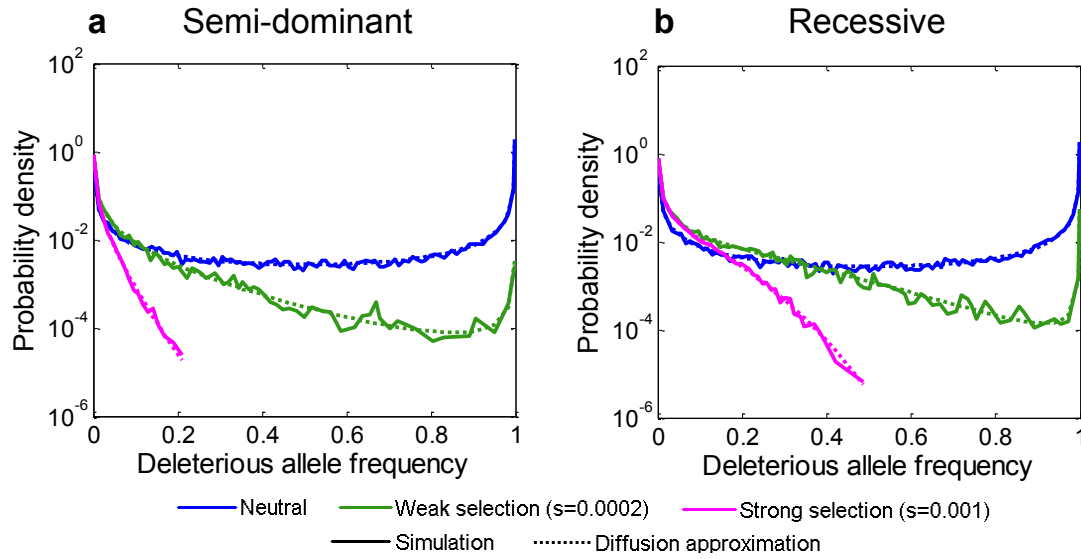 a Semi-dominant
b Recessive
10^2
10^0
10^-2
10^-4
10^-6
Probability density
0 0.2 0.4 0.6 0.8 1
Deleterious allele frequency
10^2
10^0
10^-2
10^-4
10^-6
Probability density
0 0.2 0.4 0.6 0.8 1
Deleterious allele frequency
Neutral Weak selection (s=0.0002) Strong selection (s=0.001)
Simulation Diffusion approximation